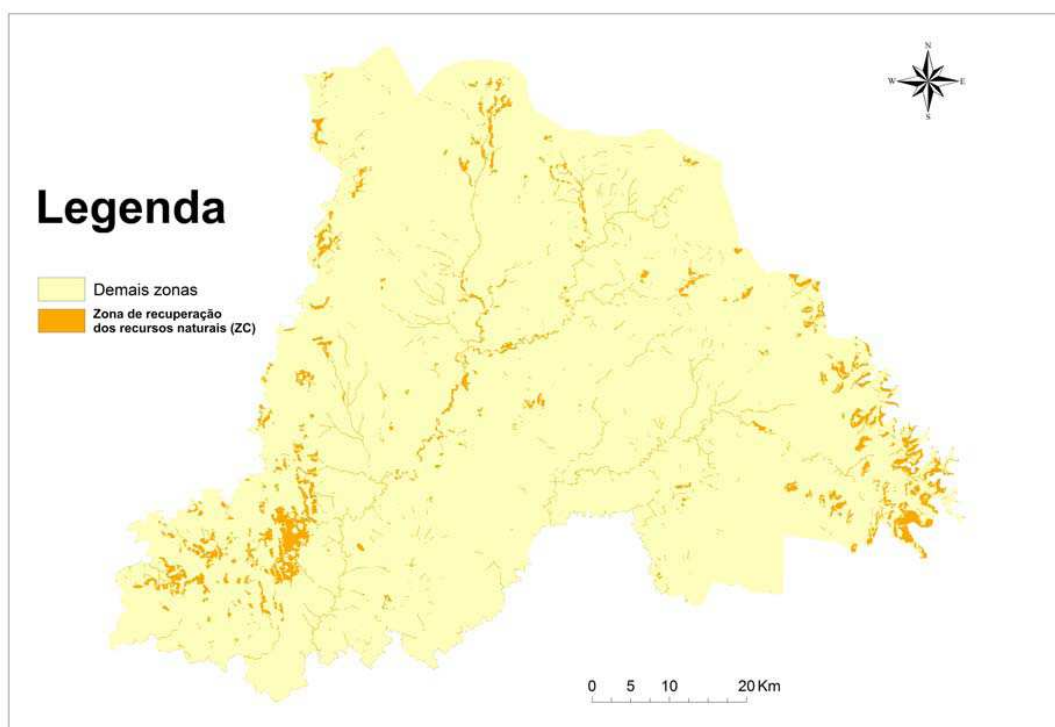 N
W E
S
Legenda
Demais zonas
Zona de recuperação
dos recursos naturais (ZC)
0 5 10 20 Km